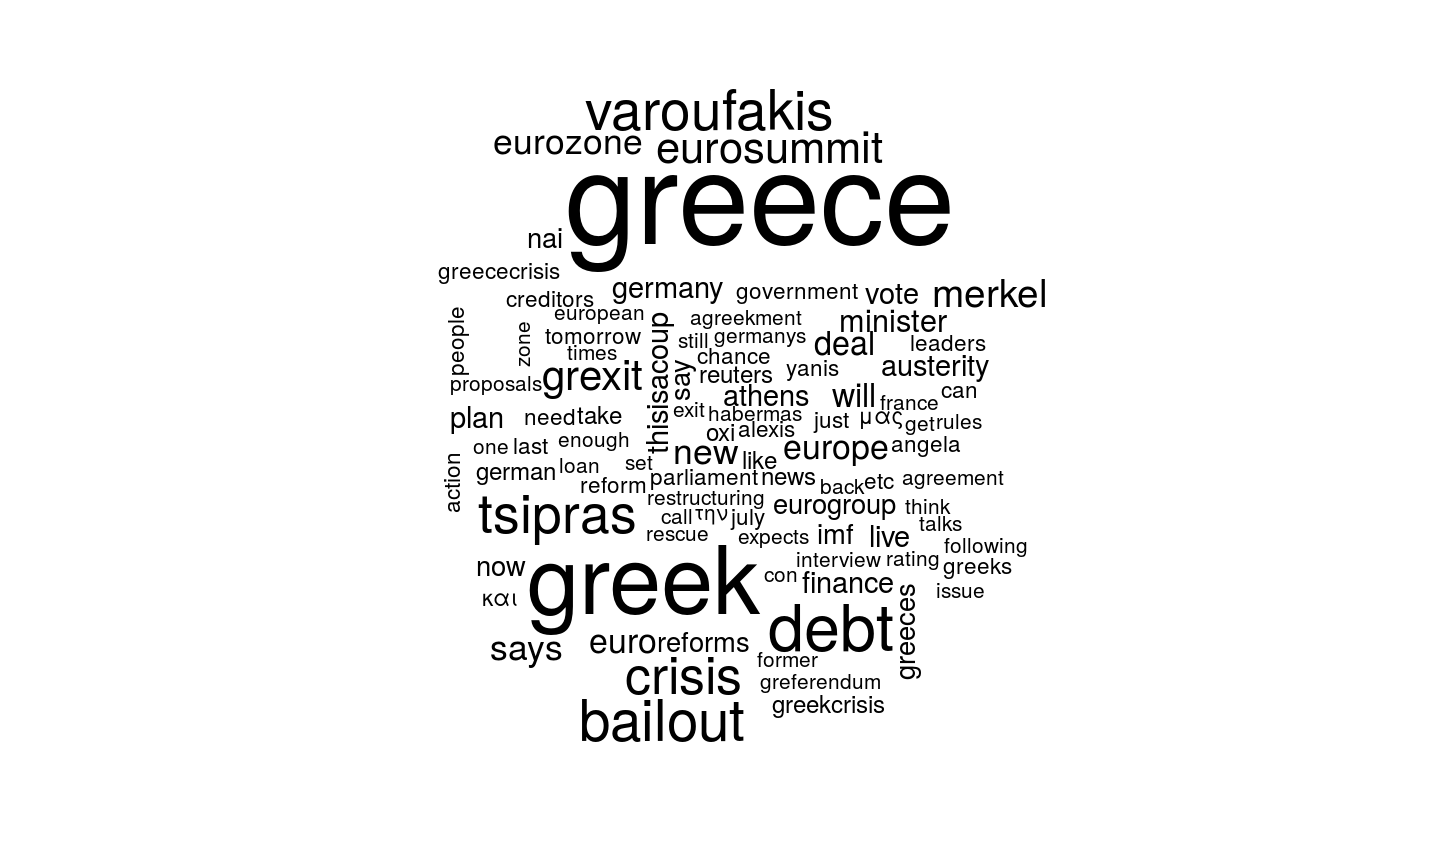 varoufakis
eurozone eurosummit
greece
nai
greececrisis
germany government vote merkel
creditors
european
people
zone
tomorrow
times
thisisacoup
agreekment minister
still germanys deal leaders
chance
say
reuters yanis austerity
proposals grexit
athens will france can
plan need take
exit habermas just μας get rules
oxi alexis
one last enough
new like europe angela
action
german loan set
reform parliament news back etc agreement
restructuring eurogroup think
tsipras call την july talks
rescue expects imf live following
interview rating greeks
now greek con finance issue
και
greeces
debt
says euro reforms
former
crisis greferendum
greekcrisis
bailout